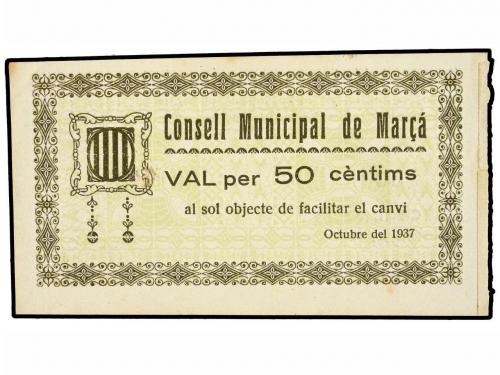 Consell Municipal de Marçá
VAL per 50 cèntims
al sol objecte de facilitar el canvi
Octubre del 1937